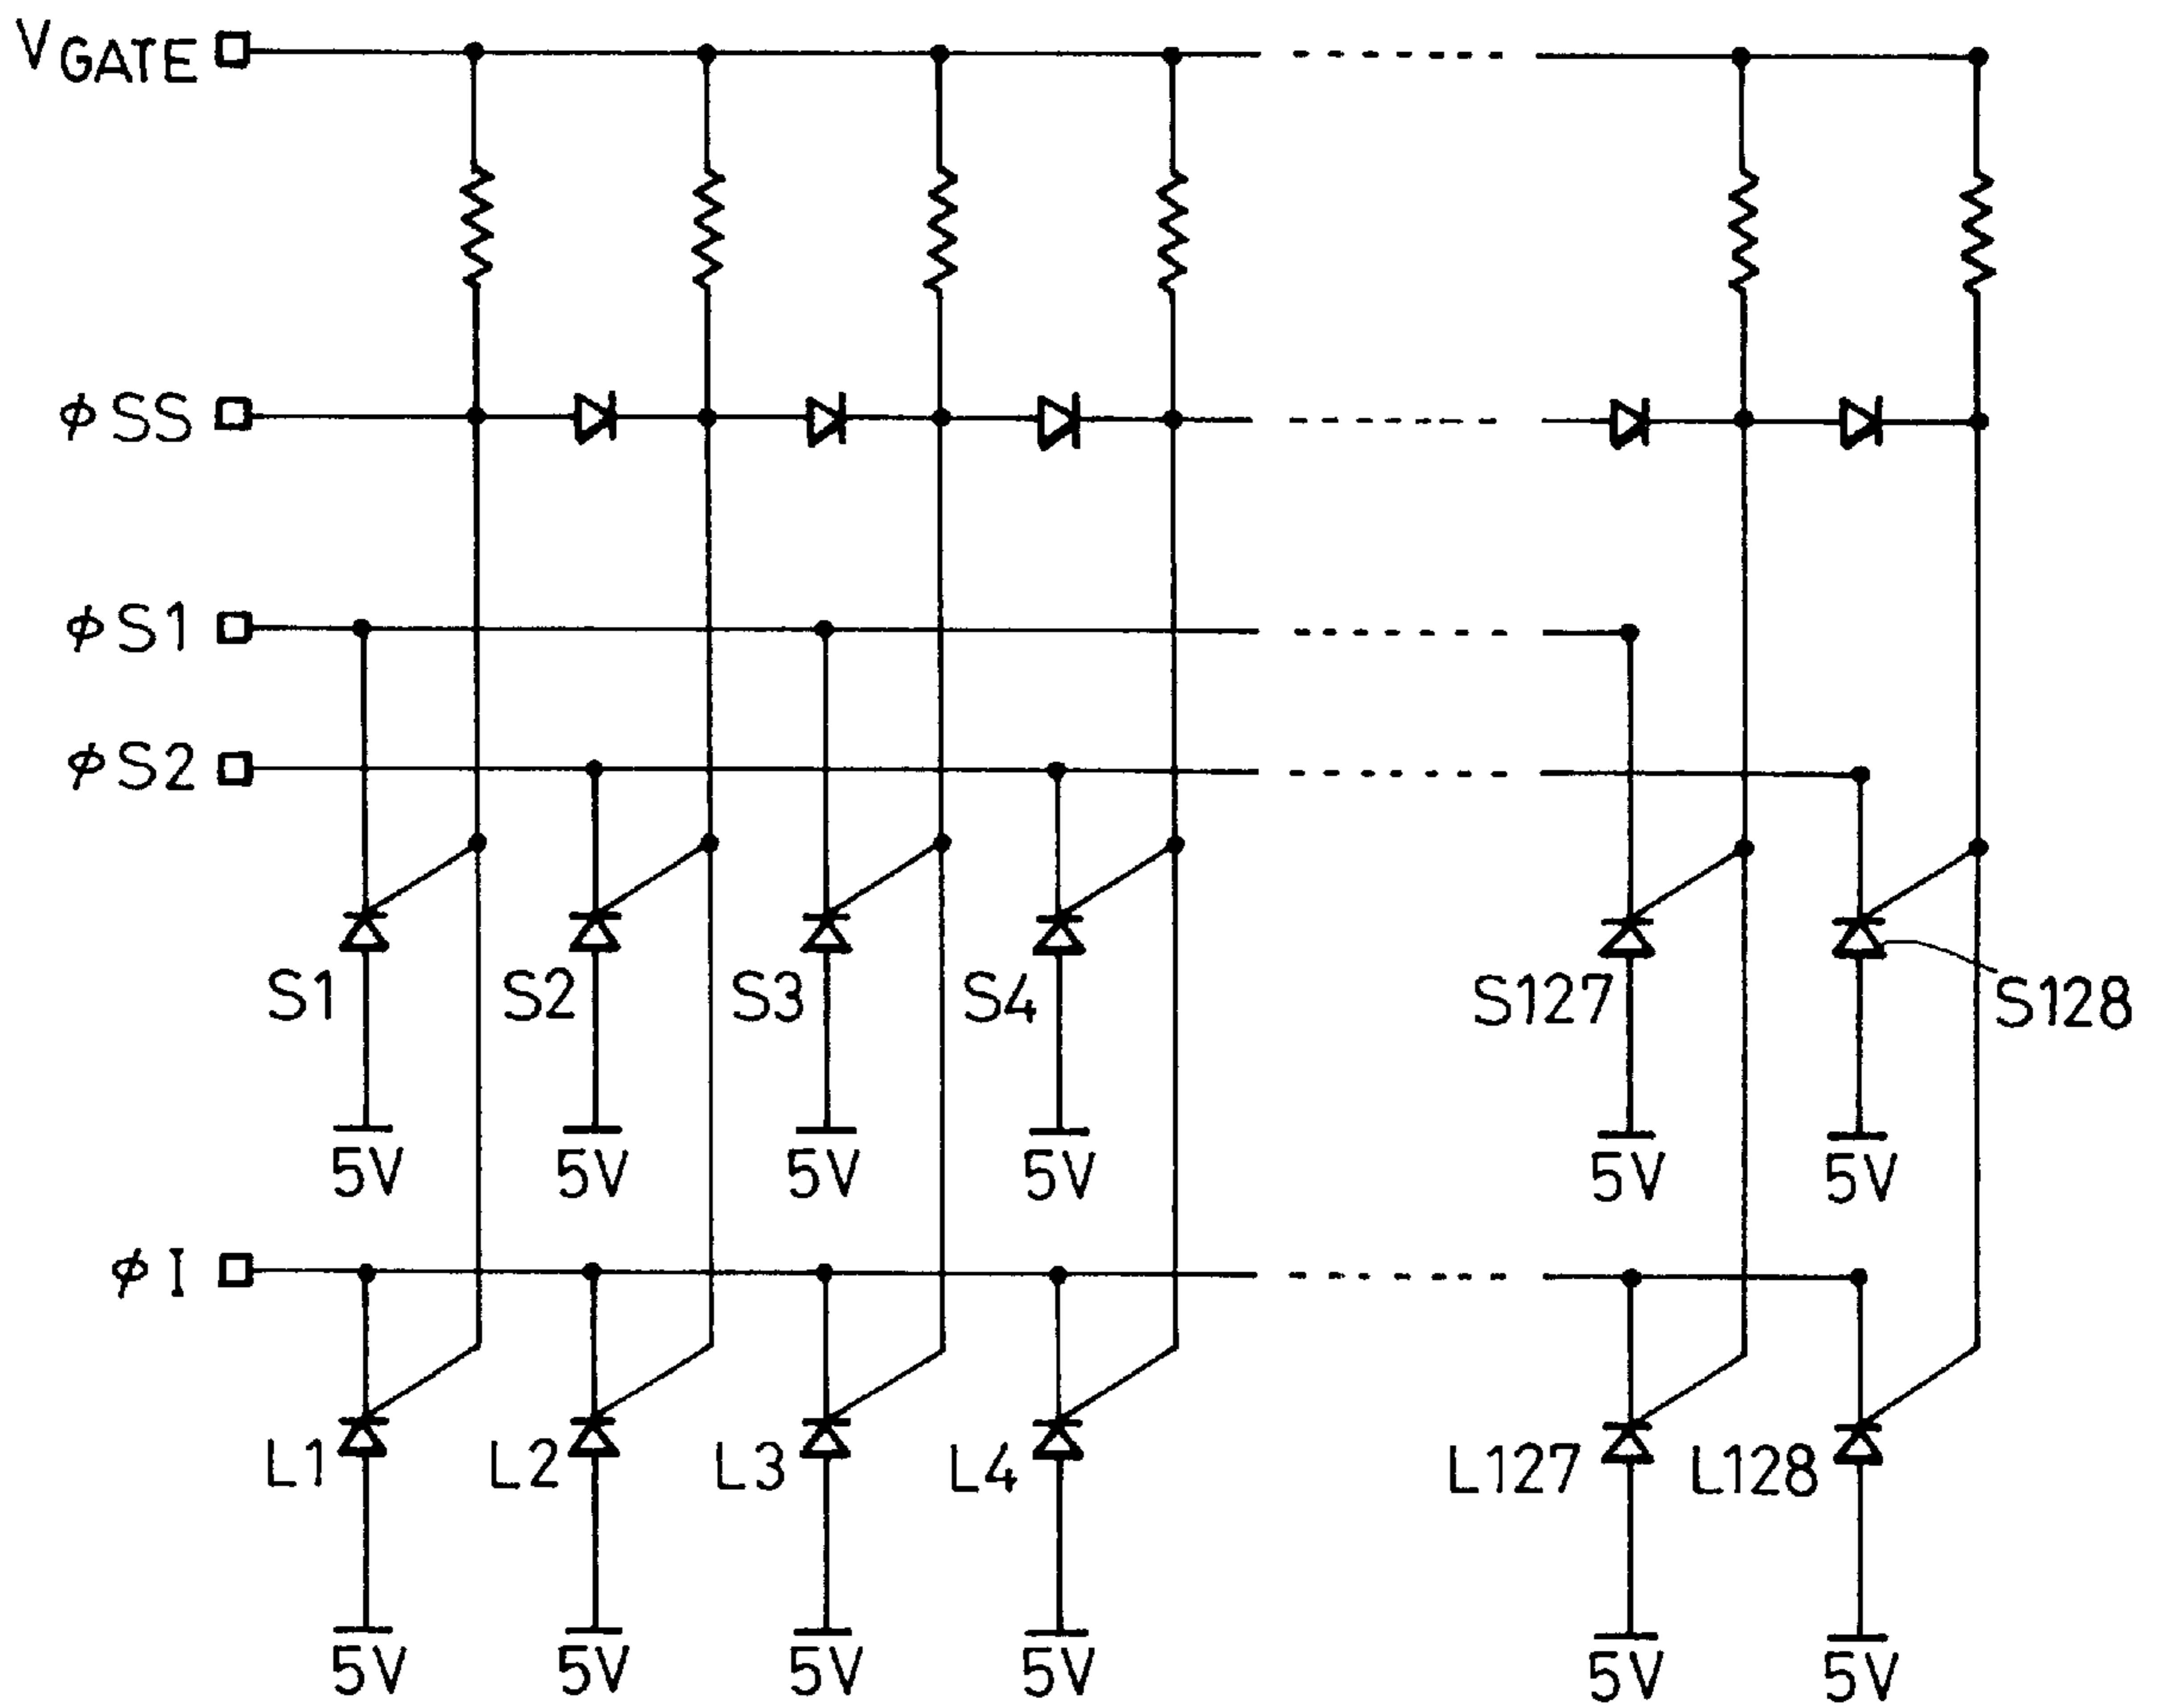 VGATE
φSS
φS1
φS2
S1 S2 S3 S4 S127 S128
5V 5V 5V 5V 5V 5V
φI
L1 L2 L3 L4 L127 L128
5V 5V 5V 5V 5V 5V